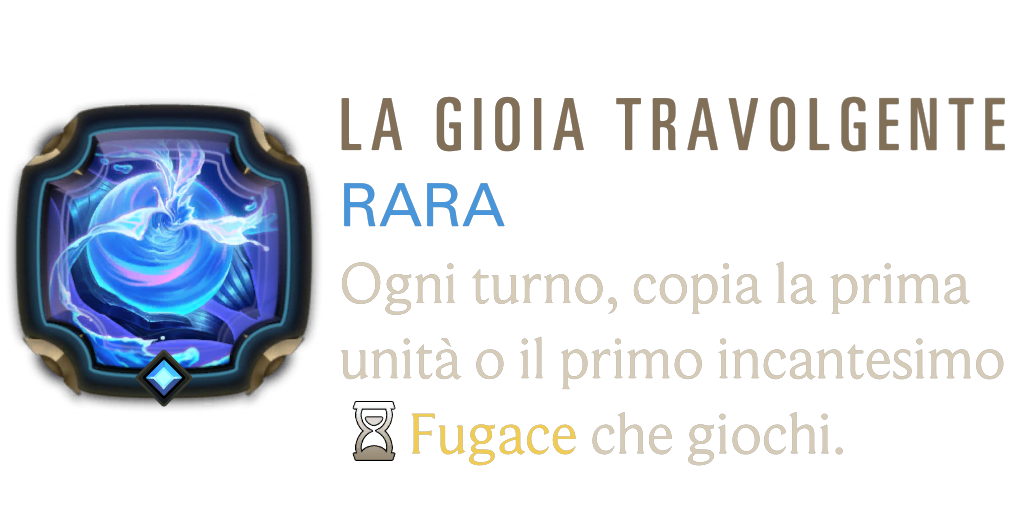 LA GIOIA TRAVOLGENTE
RARA
Ogni turno, copia la prima
unità o il primo incantesimo
Fugace che giochi.